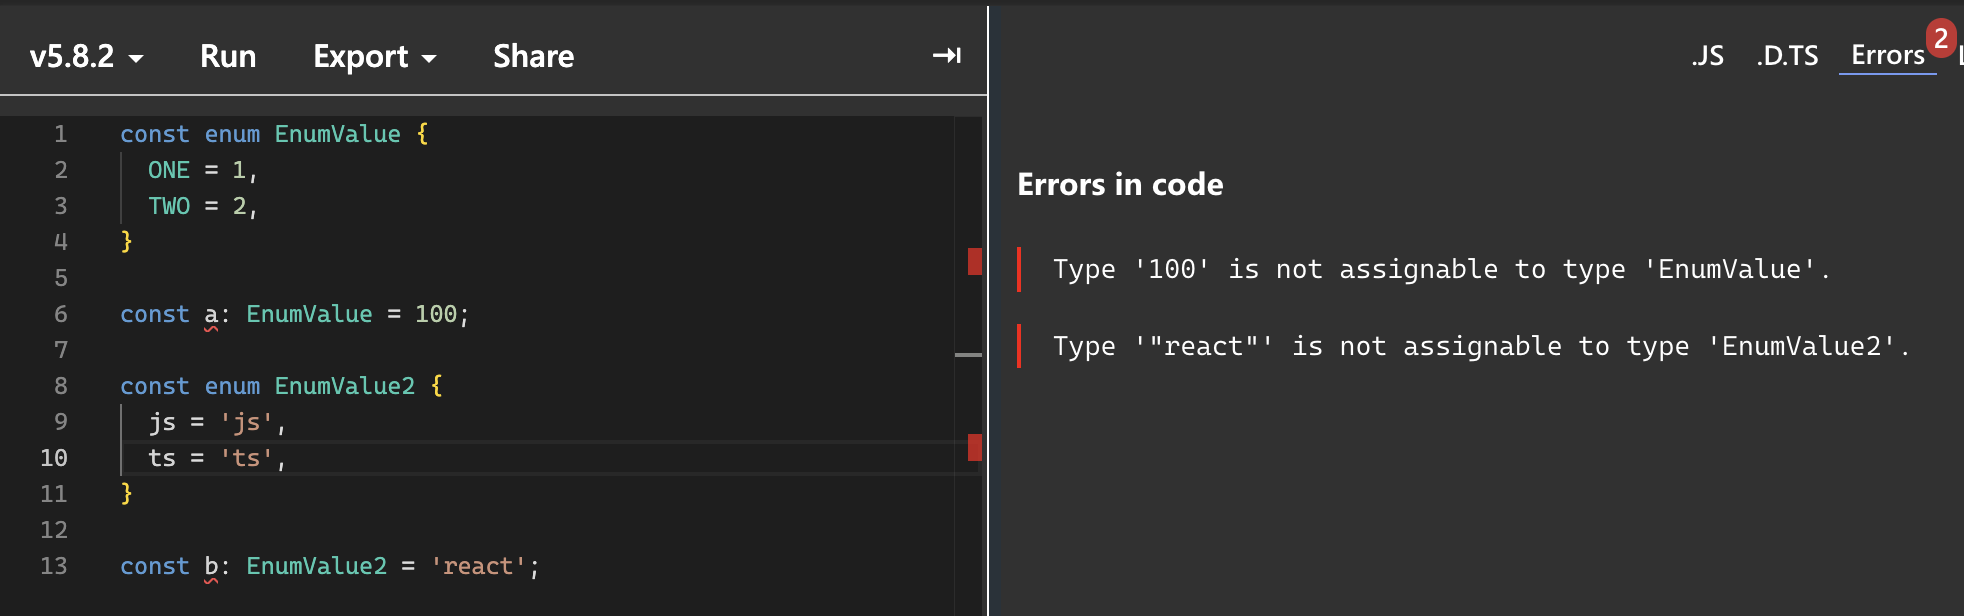 v5.8.2 Run Export Share
.JS .D.TS Errors 2
1 const enum EnumValue {
2 ONE = 1,
3 TWO = 2,
4 }
5
6 const a: EnumValue = 100;
7
8 const enum EnumValue2 {
9 js = 'js',
10 ts = 'ts',
11 }
12
13 const b: EnumValue2 = 'react';
Errors in code
Type '100' is not assignable to type 'EnumValue'.
Type '"react"' is not assignable to type 'EnumValue2'.